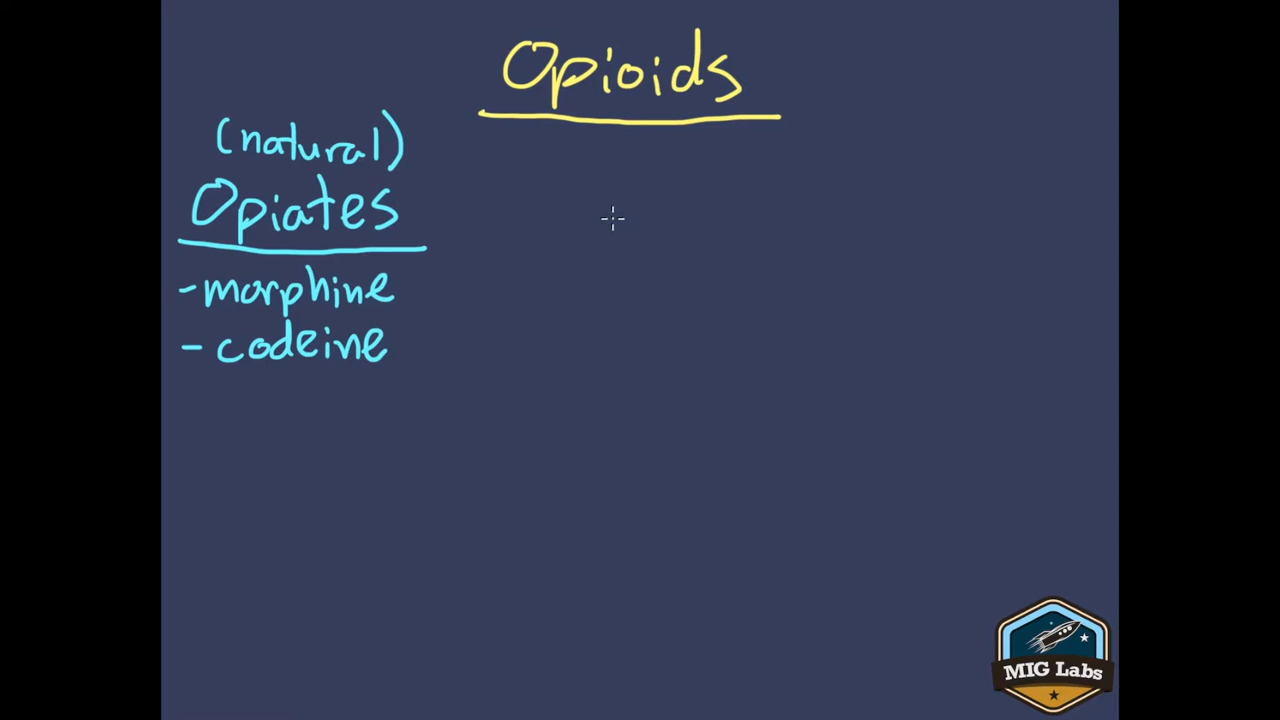 Opioids
(natural)
Opiates
-morphine
- codeine
MIG Labs